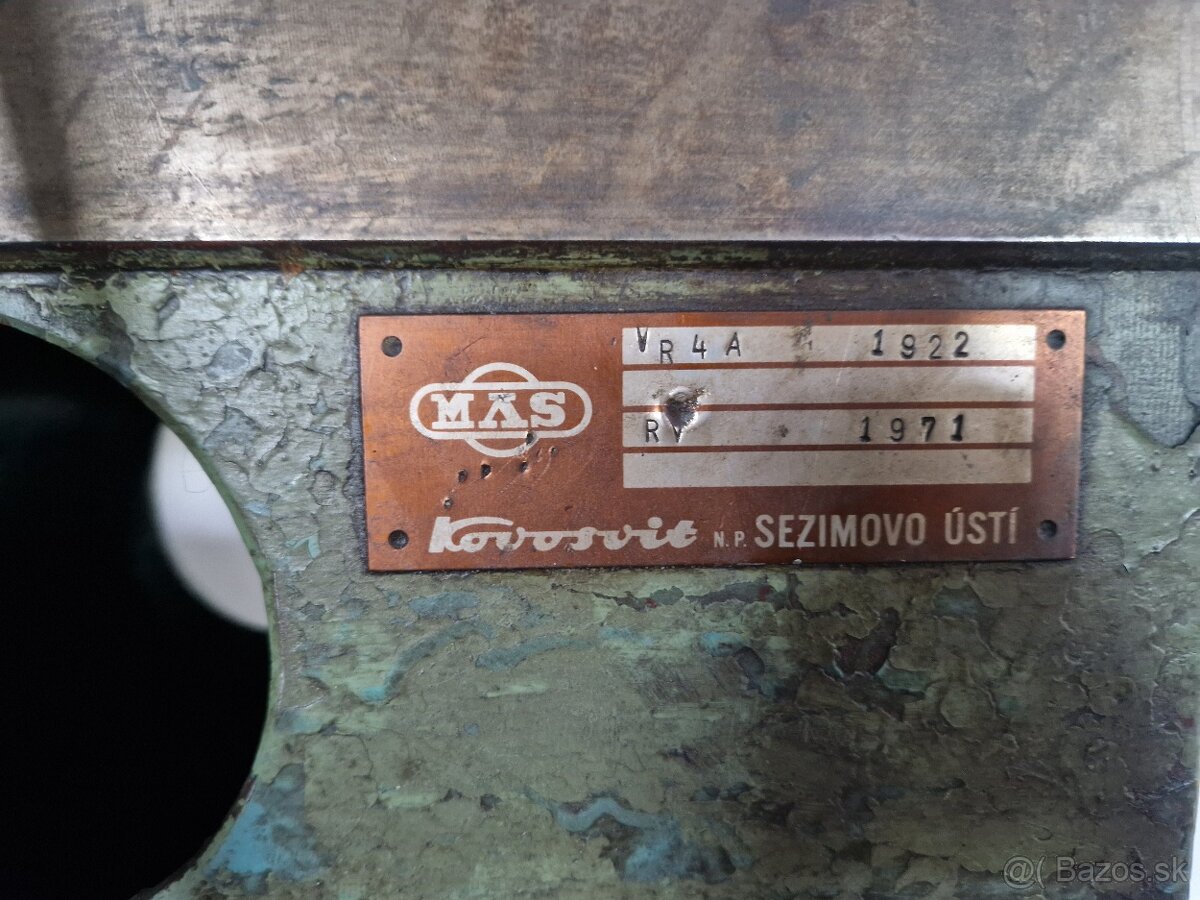 MAS
VR4A 1922
RV 1971
Kovosvit N.P. SEZIMOVO ÚSTÍ
@( Bazos.sk